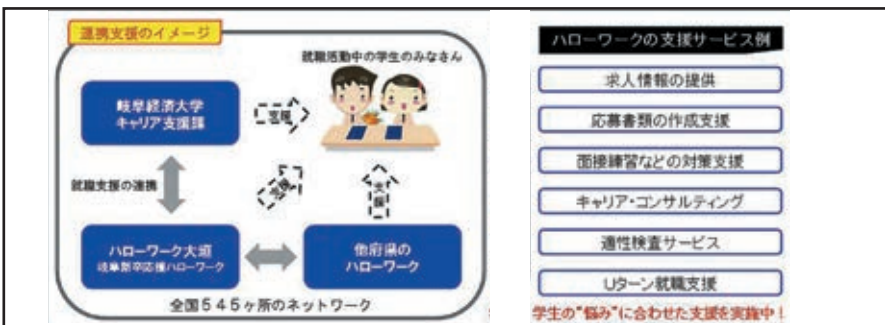 連携支援のイメージ
就職活動中の学生のみなさん
岐阜経済大学
キャリア支援課
支援
就職支援の連携
支援
支援
ハローワーク大垣
岐阜新卒応援ハローワーク
他府県の
ハローワーク
全国545ヶ所のネットワーク
ハローワークの支援サービス例
求人情報の提供
応募書類の作成支援
面接練習などの対策支援
キャリア・コンサルティング
適性検査サービス
Uターン就職支援
学生の"悩み"に合わせた支援を実施中!